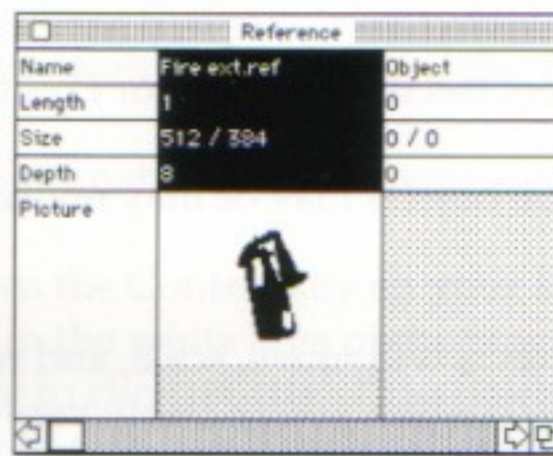 Reference
Name Fire ext.ref Object
Length 1 0
Size 512 / 384 0 / 0
Depth 8 0
Picture